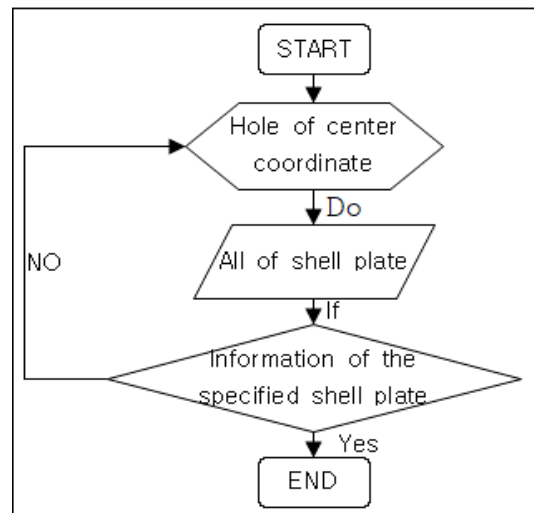 START
Hole of center
coordinate
Do
NO
All of shell plate
If
Information of the
specified shell plate
Yes
END